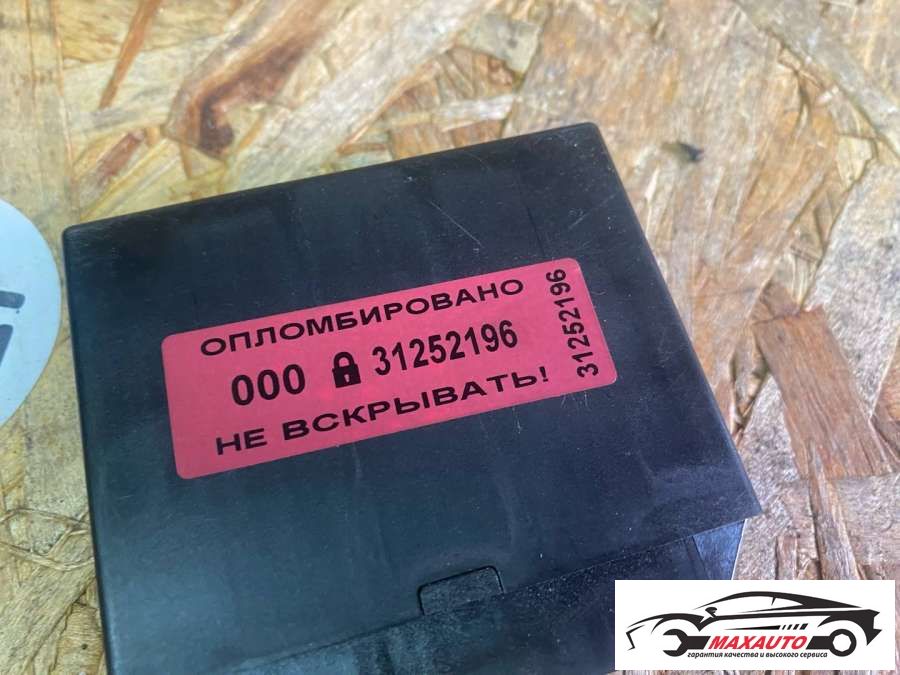 ОПЛОМБИРОВАНО
000 31252196
НЕ ВСКРЫВАТЬ!
31252196
MAXAUTO
гарантия качества и высокого сервиса